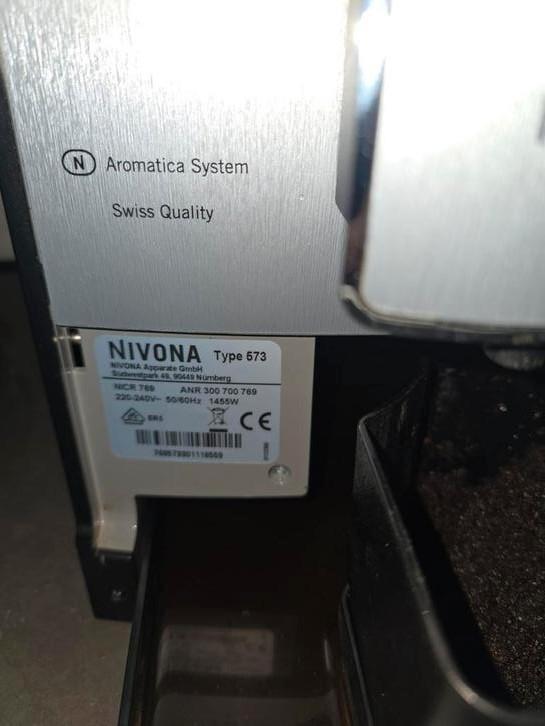 N Aromatica System
Swiss Quality
NIVONA Type 573
NIVONA Apparate GmbH
Südwestpark 49, 90449 Nürnberg
NICR 769 ANR 300 700 769
220-240V~ 50/60Hz 1455W
CE